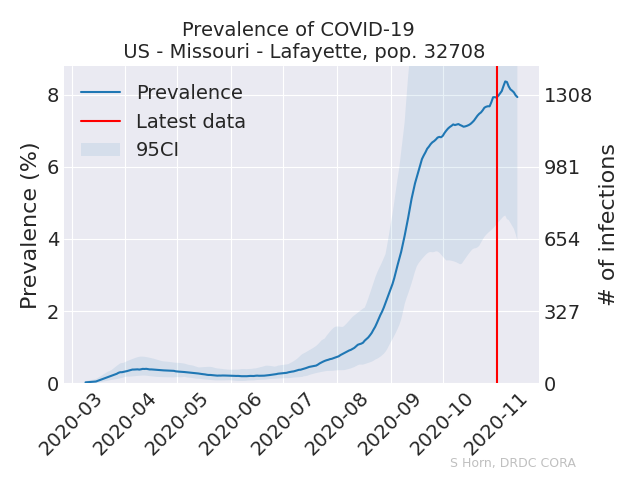 Prevalence of COVID-19
US - Missouri - Lafayette, pop. 32708
Prevalence (%)
8
6
4
2
0
Prevalence
Latest data
95CI
1308
981
654
327
0
# of infections
2020-03
2020-04
2020-05
2020-06
2020-07
2020-08
2020-09
2020-10
2020-11
S Horn, DRDC CORA